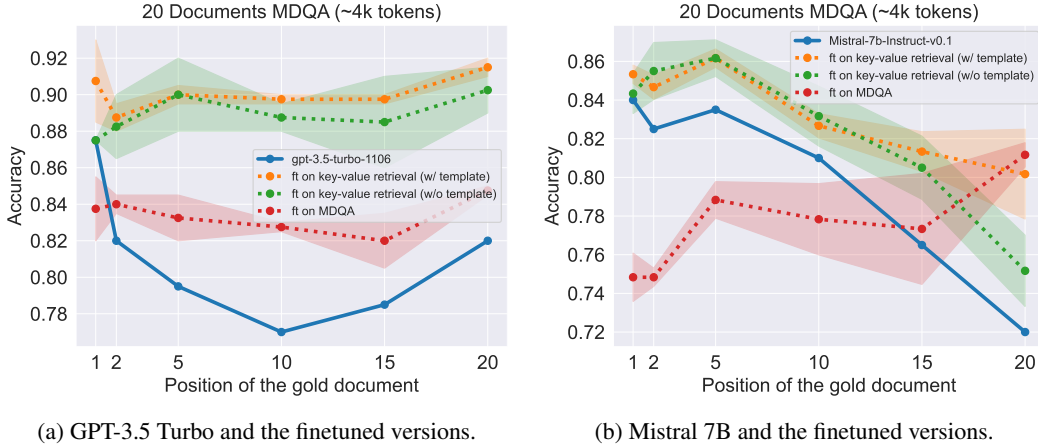 20 Documents MDQA (~4k tokens)
Accuracy
0.92
0.90
0.88
0.86
0.84
0.82
0.80
0.78
gpt-3.5-turbo-1106
ft on key-value retrieval (w/ template)
ft on key-value retrieval (w/o template)
ft on MDQA
1 2 5 10 15 20
Position of the gold document
(a) GPT-3.5 Turbo and the finetuned versions.
20 Documents MDQA (~4k tokens)
Accuracy
0.86
0.84
0.82
0.80
0.78
0.76
0.74
0.72
Mistral-7b-Instruct-v0.1
ft on key-value retrieval (w/ template)
ft on key-value retrieval (w/o template)
ft on MDQA
1 2 5 10 15 20
Position of the gold document
(b) Mistral 7B and the finetuned versions.